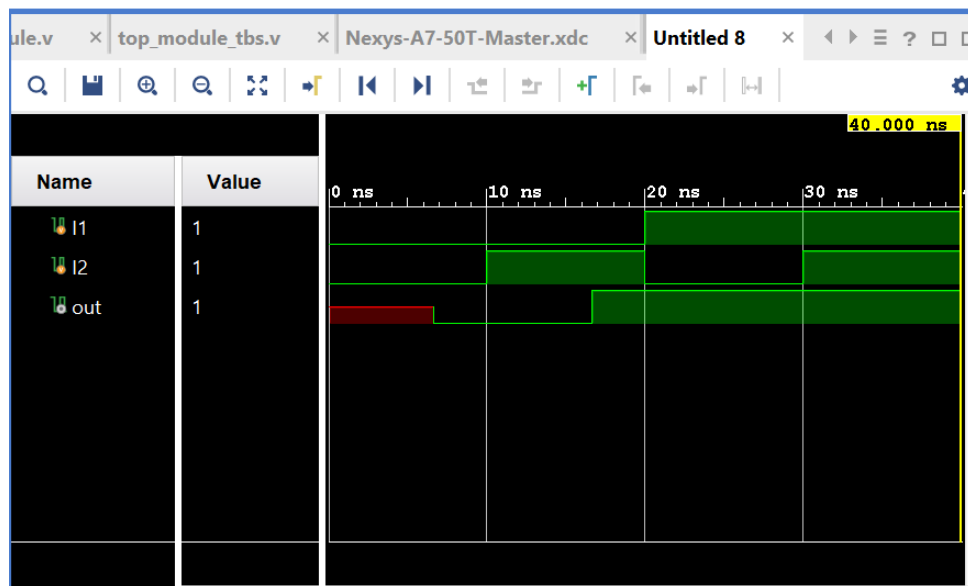 ule.v × top_module_tbs.v × Nexys-A7-50T-Master.xdc × Untitled 8 ×
40.000 ns
Name Value
0 ns 10 ns 20 ns 30 ns
I1 1
I2 1
out 1